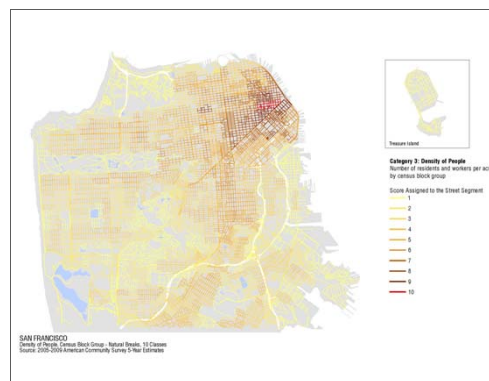 Treasure Island
Category 3: Density of People
Number of residents and workers per acr
by census block group
Score Assigned to the Street Segment
1
2
3
4
5
6
7
8
9
10
SAN FRANCISCO
Density of People, Census Block Group - Natural Breaks, 10 Classes
Source: 2005-2009 American Community Survey 5-Year Estimates